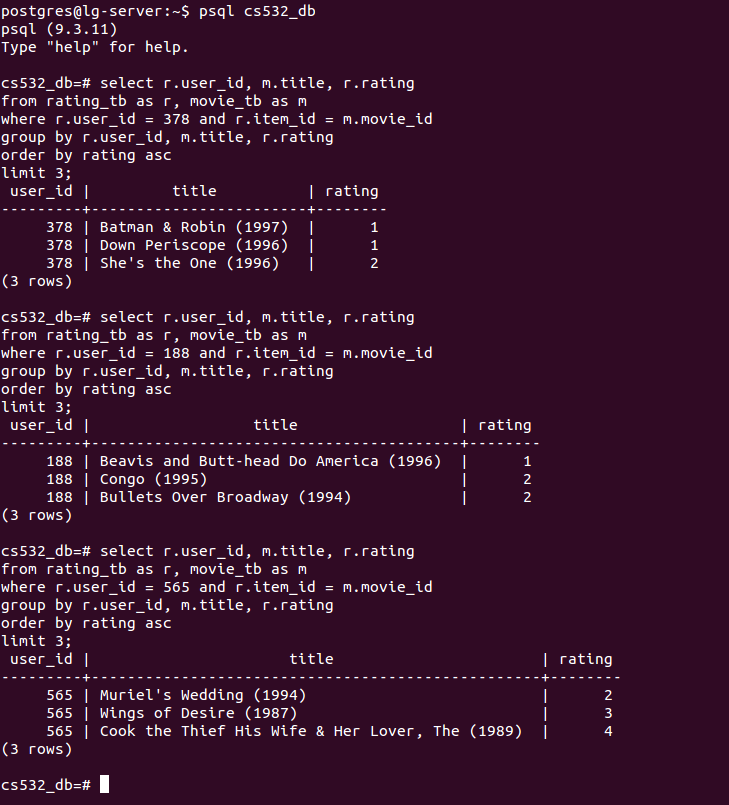 postgres@lg-server:~$ psql cs532_db
psql (9.3.11)
Type "help" for help.

cs532_db=# select r.user_id, m.title, r.rating
from rating_tb as r, movie_tb as m
where r.user_id = 378 and r.item_id = m.movie_id
group by r.user_id, m.title, r.rating
order by rating asc
limit 3;
 user_id |         title          | rating
---------+------------------------+--------
     378 | Batman & Robin (1997)  |      1
     378 | Down Periscope (1996)  |      1
     378 | She's the One (1996)   |      2
(3 rows)

cs532_db=# select r.user_id, m.title, r.rating
from rating_tb as r, movie_tb as m
where r.user_id = 188 and r.item_id = m.movie_id
group by r.user_id, m.title, r.rating
order by rating asc
limit 3;
 user_id |                  title                  | rating
---------+-----------------------------------------+--------
     188 | Beavis and Butt-head Do America (1996)  |      1
     188 | Congo (1995)                            |      2
     188 | Bullets Over Broadway (1994)            |      2
(3 rows)

cs532_db=# select r.user_id, m.title, r.rating
from rating_tb as r, movie_tb as m
where r.user_id = 565 and r.item_id = m.movie_id
group by r.user_id, m.title, r.rating
order by rating asc
limit 3;
 user_id |                      title                       | rating
---------+--------------------------------------------------+--------
     565 | Muriel's Wedding (1994)                          |      2
     565 | Wings of Desire (1987)                           |      3
     565 | Cook the Thief His Wife & Her Lover, The (1989)  |      4
(3 rows)

cs532_db=#